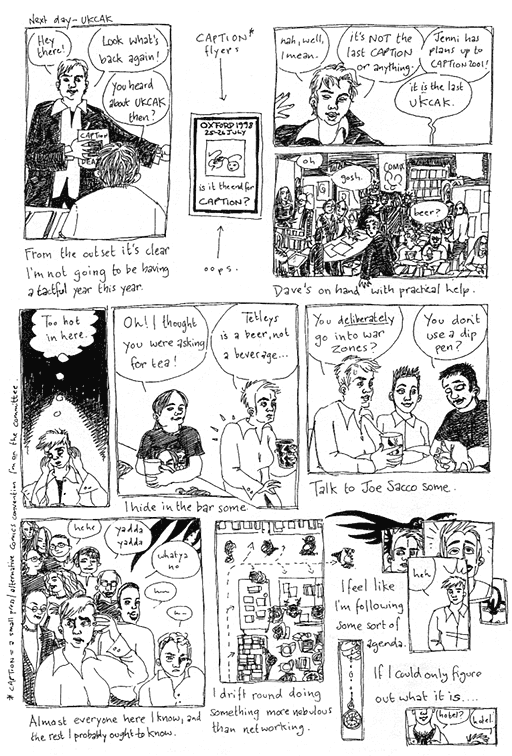 Next day - UKCAK
Hey
there!
Look what's
back again!
You heard
about UKCAK
then?
CAPTION
DEAD
From the outset it's clear
I'm not going to be having
a tactful year this year.
CAPTION*
flyers
OXFORD 1998
25-26 JULY
is it the end for
CAPTION?
oops.
nah, well,
I mean.
it's NOT the
last CAPTION
or anything.
Jenni has
plans up to
CAPTION 2001!
it is the last
UKCAK.
oh
gosh.
COMIX
beer?
Dave's on hand with practical help.
Too hot
in here.
Oh! I thought
you were asking
for tea!
Tetleys
is a beer, not
a beverage...
I hide in the bar some.
You deliberately
go into war
zones?
You don't
use a dip
pen?
Talk to Joe Sacco some.
* CAPTION = a small press/alternative comics convention. I'm on the committee.
hehe
yadda
yadda
whatya
no
hm
Almost everyone here I know, and
the rest I probably ought to know.
?
I drift round doing
something more nebulous
than networking.
I feel like
I'm following
some sort of
agenda.
heh.
If I could only figure
out what it is....
hotel?
hotel.